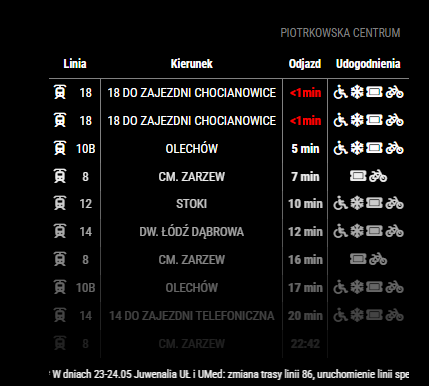 PIOTRKOWSKA CENTRUM
Linia Kierunek Odjazd Udogodnienia
18 18 DO ZAJEZDNI CHOCIANOWICE <1min
18 18 DO ZAJEZDNI CHOCIANOWICE <1min
10B OLECHÓW 5 min
8 CM. ZARZEW 7 min
12 STOKI 10 min
14 DW. ŁÓDŹ DĄBROWA 12 min
8 CM. ZARZEW 16 min
10B OLECHÓW 17 min
14 14 DO ZAJEZDNI TELEFONICZNA 20 min
8 CM. ZARZEW 22:42
W dniach 23-24.05 Juwenalia UŁ i UMed: zmiana trasy linii 86, uruchomienie linii spe